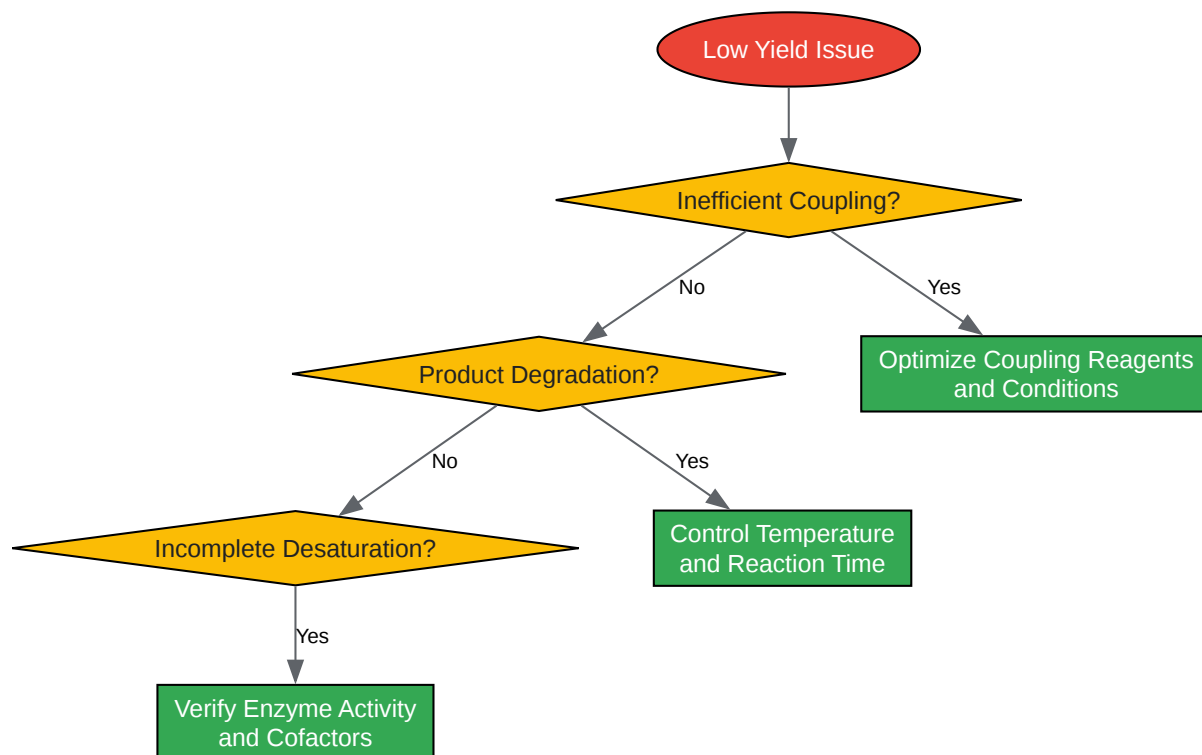 Low Yield Issue
Inefficient Coupling?
No
Yes
Product Degradation?
Optimize Coupling Reagents
and Conditions
No
Yes
Incomplete Desaturation?
Control Temperature
and Reaction Time
Yes
Verify Enzyme Activity
and Cofactors